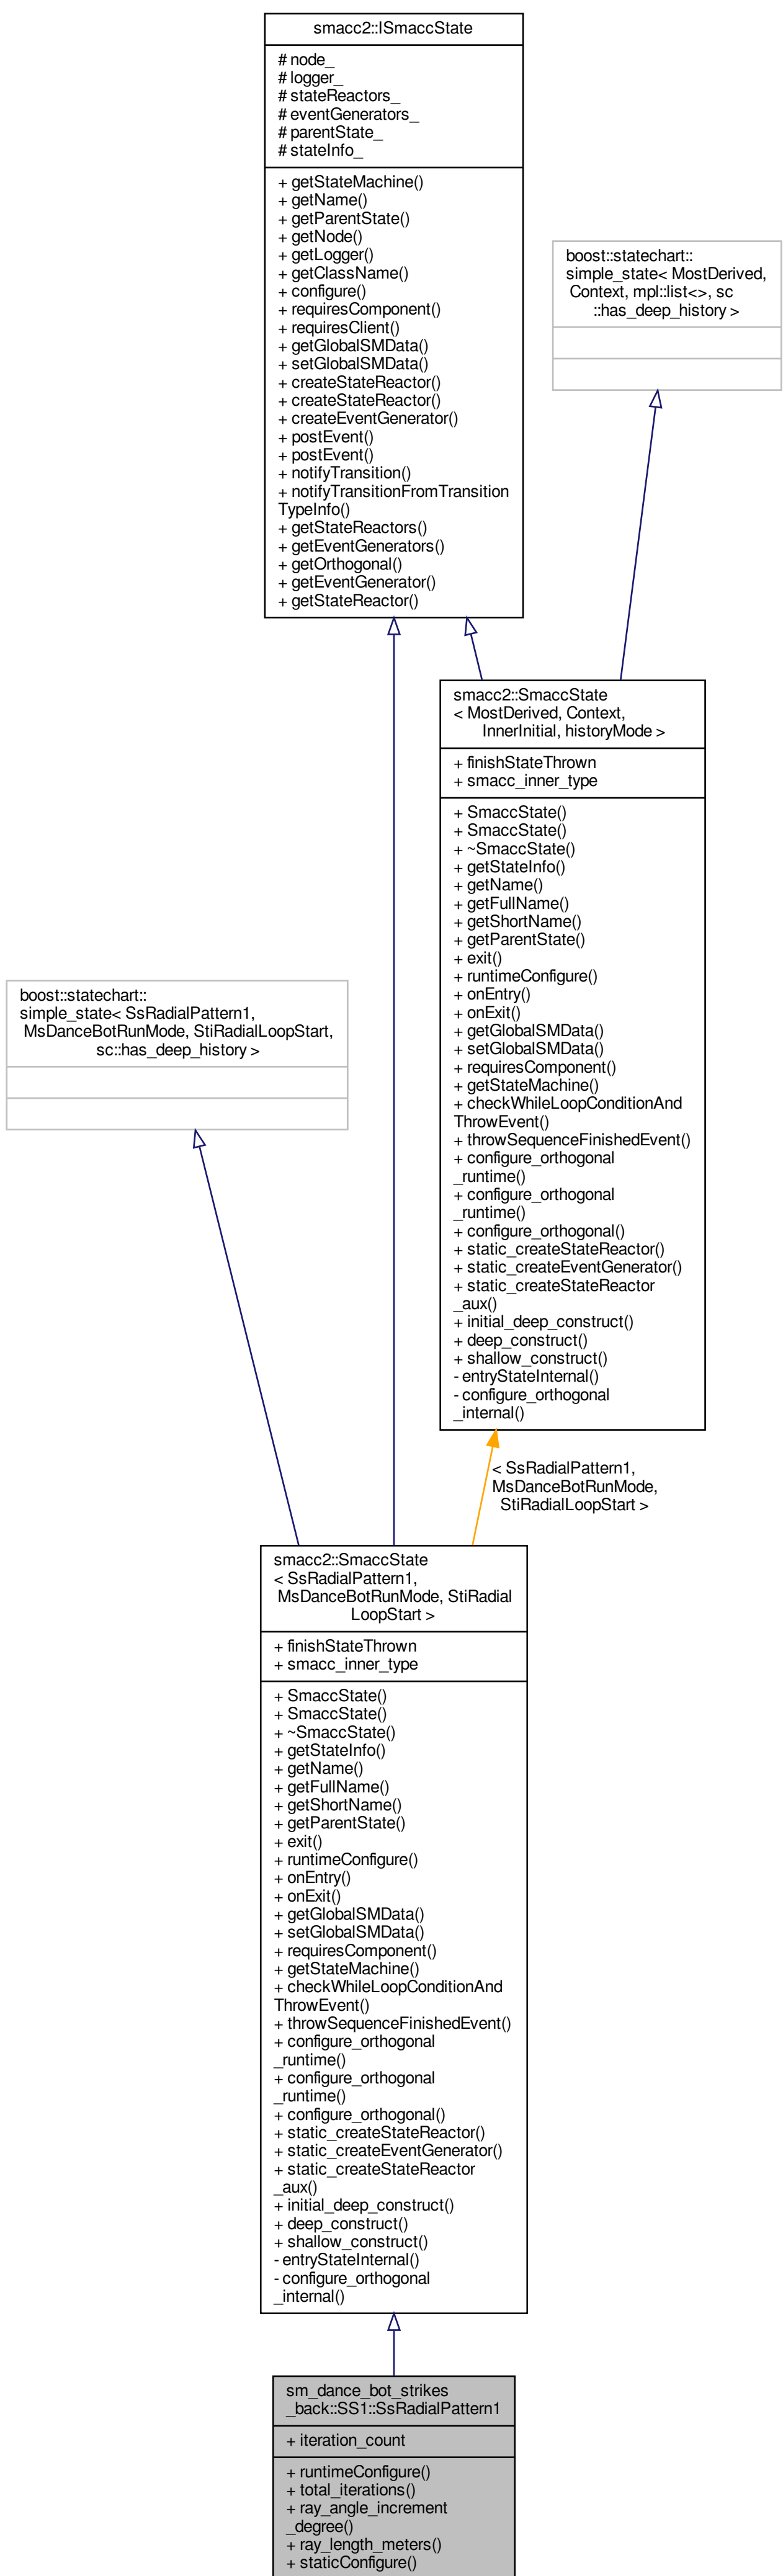 smacc2::ISmaccState
# node_
# logger_
# stateReactors_
# eventGenerators_
# parentState_
# stateInfo_
+ getStateMachine()
+ getName()
+ getParentState()
+ getNode()
+ getLogger()
+ getClassName()
+ configure()
+ requiresComponent()
+ requiresClient()
+ getGlobalSMData()
+ setGlobalSMData()
+ createStateReactor()
+ createStateReactor()
+ createEventGenerator()
+ postEvent()
+ postEvent()
+ notifyTransition()
+ notifyTransitionFromTransition
TypeInfo()
+ getStateReactors()
+ getEventGenerators()
+ getOrthogonal()
+ getEventGenerator()
+ getStateReactor()
boost::statechart::
simple_state< MostDerived,
Context, mpl::list<>, sc
::has_deep_history >
smacc2::SmaccState
< MostDerived, Context,
InnerInitial, historyMode >
+ finishStateThrown
+ smacc_inner_type
+ SmaccState()
+ SmaccState()
+ ~SmaccState()
+ getStateInfo()
+ getName()
+ getFullName()
+ getShortName()
+ getParentState()
+ exit()
+ runtimeConfigure()
+ onEntry()
+ onExit()
+ getGlobalSMData()
+ setGlobalSMData()
+ requiresComponent()
+ getStateMachine()
+ checkWhileLoopConditionAnd
ThrowEvent()
+ throwSequenceFinishedEvent()
+ configure_orthogonal
_runtime()
+ configure_orthogonal
_runtime()
+ configure_orthogonal()
+ static_createStateReactor()
+ static_createEventGenerator()
+ static_createStateReactor
_aux()
+ initial_deep_construct()
+ deep_construct()
+ shallow_construct()
- entryStateInternal()
- configure_orthogonal
_internal()
boost::statechart::
simple_state< SsRadialPattern1,
MsDanceBotRunMode, StiRadialLoopStart,
sc::has_deep_history >
< SsRadialPattern1,
MsDanceBotRunMode,
StiRadialLoopStart >
smacc2::SmaccState
< SsRadialPattern1,
MsDanceBotRunMode, StiRadial
LoopStart >
+ finishStateThrown
+ smacc_inner_type
+ SmaccState()
+ SmaccState()
+ ~SmaccState()
+ getStateInfo()
+ getName()
+ getFullName()
+ getShortName()
+ getParentState()
+ exit()
+ runtimeConfigure()
+ onEntry()
+ onExit()
+ getGlobalSMData()
+ setGlobalSMData()
+ requiresComponent()
+ getStateMachine()
+ checkWhileLoopConditionAnd
ThrowEvent()
+ throwSequenceFinishedEvent()
+ configure_orthogonal
_runtime()
+ configure_orthogonal
_runtime()
+ configure_orthogonal()
+ static_createStateReactor()
+ static_createEventGenerator()
+ static_createStateReactor
_aux()
+ initial_deep_construct()
+ deep_construct()
+ shallow_construct()
- entryStateInternal()
- configure_orthogonal
_internal()
sm_dance_bot_strikes
_back::SS1::SsRadialPattern1
+ iteration_count
+ runtimeConfigure()
+ total_iterations()
+ ray_angle_increment
_degree()
+ ray_length_meters()
+ staticConfigure()